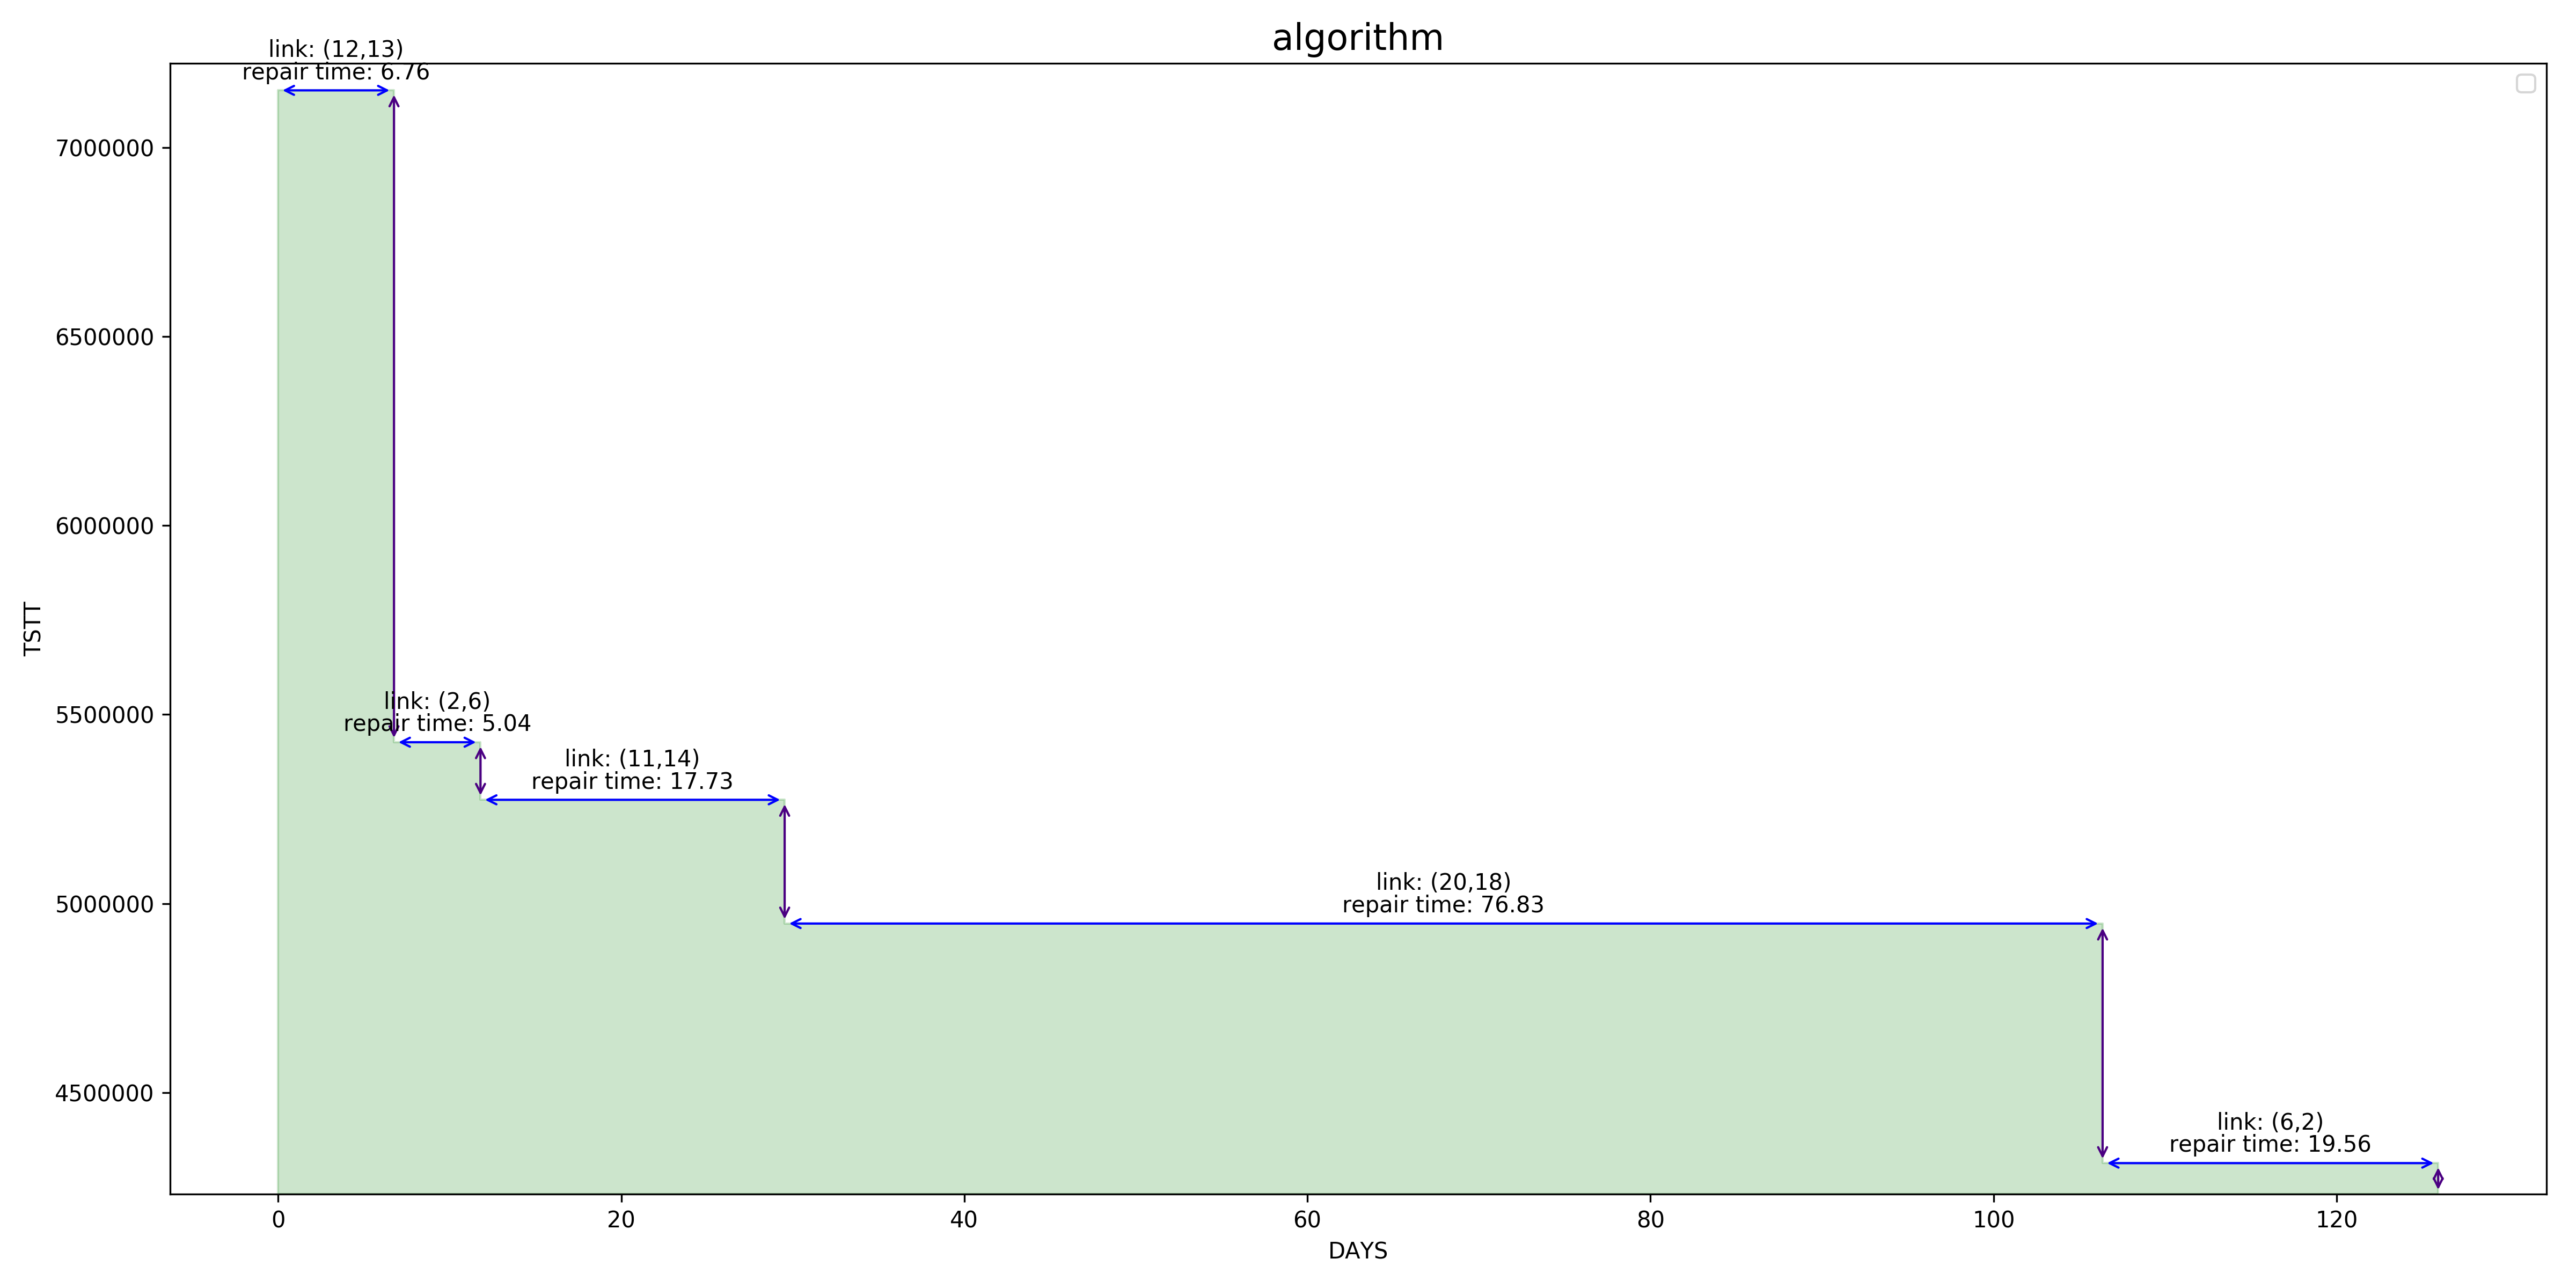 algorithm
link: (12,13)
repair time: 6.76
7000000
6500000
6000000
5500000
5000000
4500000
TSTT
link: (2,6)
repair time: 5.04
link: (11,14)
repair time: 17.73
link: (20,18)
repair time: 76.83
link: (6,2)
repair time: 19.56
0 20 40 60 80 100 120
DAYS